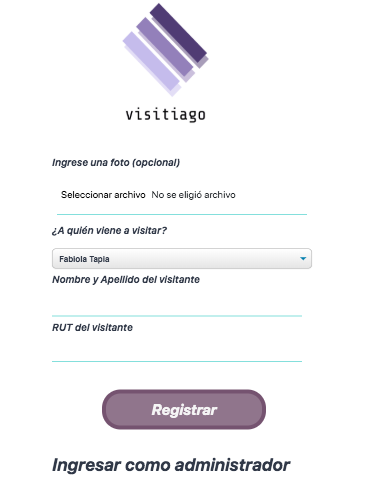 visitiago
Ingrese una foto (opcional)
Seleccionar archivo No se eligió archivo
¿A quién viene a visitar?
Fabiola Tapia
Nombre y Apellido del visitante
RUT del visitante
Registrar
Ingresar como administrador